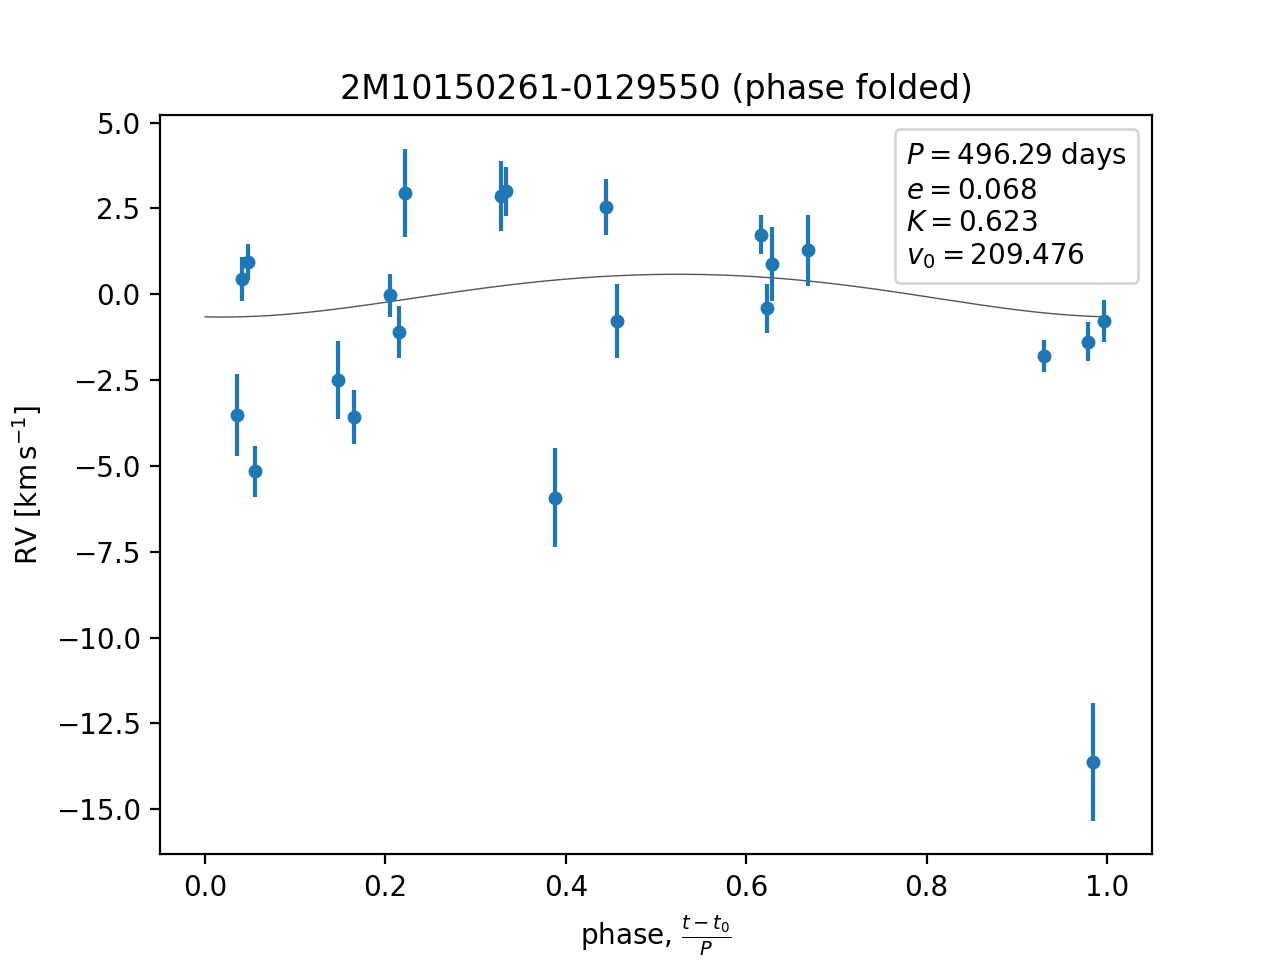 2M10150261-0129550 (phase folded)
P = 496.29 days
e = 0.068
K = 0.623
v₀ = 209.476
RV [km s⁻¹]
5.0
2.5
0.0
−2.5
−5.0
−7.5
−10.0
−12.5
−15.0
0.0 0.2 0.4 0.6 0.8 1.0
phase, (t − t₀)/P